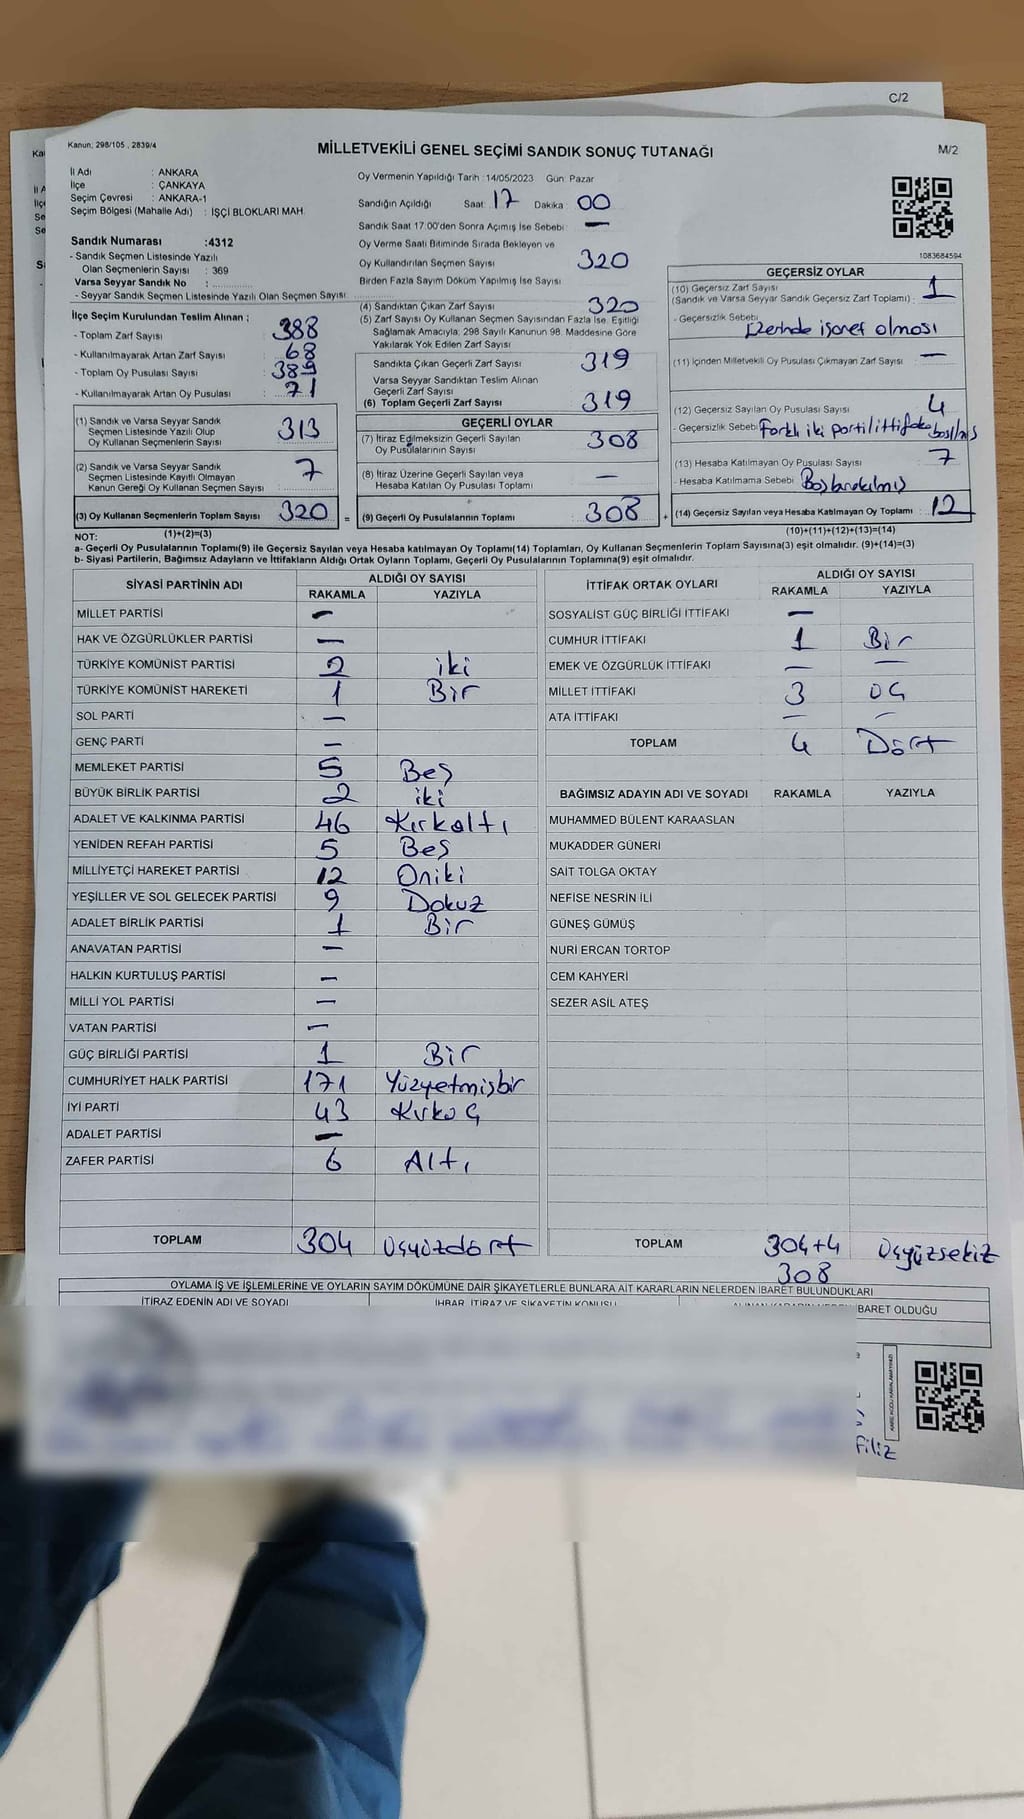 C/2
Kanun; 298/105 , 2839/4
MİLLETVEKİLİ GENEL SEÇİMİ SANDIK SONUÇ TUTANAĞI
M/2
İl Adı : ANKARA
İlçe : ÇANKAYA
Seçim Çevresi : ANKARA-1
Seçim Bölgesi (Mahalle Adı) : İŞÇİ BLOKLARI MAH.
Oy Vermenin Yapıldığı Tarih :14/05/2023 Gün: Pazar
Sandığın Açıldığı Saat: 17 Dakika : 00
Sandık Saat 17:00'den Sonra Açımış İse Sebebi : —
Oy Verme Saati Bitiminde Sırada Bekleyen ve
Oy Kullandırılan Seçmen Sayısı 320
Birden Fazla Sayım Döküm Yapılmış İse Sayısı
1083684594
Sandık Numarası :4312
- Sandık Seçmen Listesinde Yazılı
Olan Seçmenlerin Sayısı : 369
Varsa Seyyar Sandık No :
- Seyyar Sandık Seçmen Listesinde Yazılı Olan Seçmen Sayısı:
İlçe Seçim Kurulundan Teslim Alınan ;
- Toplam Zarf Sayısı : 388
- Kullanılmayarak Artan Zarf Sayısı : 68
- Toplam Oy Pusulası Sayısı : 389
- Kullanılmayarak Artan Oy Pusulası : 71
(1) Sandık ve Varsa Seyyar Sandık
Seçmen Listesinde Yazılı Olup
Oy Kullanan Seçmenlerin Sayısı : 313
(2) Sandık ve Varsa Seyyar Sandık
Seçmen Listesinde Kayıtlı Olmayan
Kanun Gereği Oy Kullanan Seçmen Sayısı : 7
(3) Oy Kullanan Seçmenlerin Toplam Sayısı : 320
(1)+(2)=(3)
(4) Sandıktan Çıkan Zarf Sayısı 320
(5) Zarf Sayısı Oy Kullanan Seçmen Sayısından Fazla İse, Eşitliği
Sağlamak Amacıyla; 298 Sayılı Kanunun 98. Maddesine Göre
Yakılarak Yok Edilen Zarf Sayısı
Sandıkta Çıkan Geçerli Zarf Sayısı 319
Varsa Seyyar Sandıktan Teslim Alınan
Geçerli Zarf Sayısı
(6) Toplam Geçerli Zarf Sayısı 319
GEÇERLİ OYLAR
(7) İtiraz Edilmeksizin Geçerli Sayılan
Oy Pusulalarının Sayısı : 308
(8) İtiraz Üzerine Geçerli Sayılan veya
Hesaba Katılan Oy Pusulası Toplamı : —
= (9) Geçerli Oy Pusulalarının Toplamı : 308 +
GEÇERSİZ OYLAR
(10) Geçersiz Zarf Sayısı
(Sandık ve Varsa Seyyar Sandık Geçersiz Zarf Toplamı) : 1
- Geçersizlik Sebebi : üzerinde işaret olması
(11) İçinden Milletvekili Oy Pusulası Çıkmayan Zarf Sayısı : —
(12) Geçersiz Sayılan Oy Pusulası Sayısı 4
- Geçersizlik Sebebi Farklı iki parti/ittifaka basılmış
(13) Hesaba Katılmayan Oy Pusulası Sayısı 7
- Hesaba Katılmama Sebebi Boş bırakılmış
(14) Geçersiz Sayılan veya Hesaba Katılmayan Oy Toplamı : 12
(10)+(11)+(12)+(13)=(14)
NOT:
a- Geçerli Oy Pusulalarının Toplamı(9) ile Geçersiz Sayılan veya Hesaba katılmayan Oy Toplamı(14) Toplamları, Oy Kullanan Seçmenlerin Toplam Sayısına(3) eşit olmalıdır. (9)+(14)=(3)
b- Siyasi Partilerin, Bağımsız Adayların ve İttifakların Aldığı Ortak Oyların Toplamı, Geçerli Oy Pusulalarının Toplamına(9) eşit olmalıdır.
SİYASİ PARTİNİN ADI ALDIĞI OY SAYISI
RAKAMLA YAZIYLA
MİLLET PARTİSİ —
HAK VE ÖZGÜRLÜKLER PARTİSİ —
TÜRKİYE KOMÜNİST PARTİSİ 2 iki
TÜRKİYE KOMÜNİST HAREKETİ 1 Bir
SOL PARTİ —
GENÇ PARTİ —
MEMLEKET PARTİSİ 5 Beş
BÜYÜK BİRLİK PARTİSİ 2 iki
ADALET VE KALKINMA PARTİSİ 46 Kırkaltı
YENİDEN REFAH PARTİSİ 5 Beş
MİLLİYETÇİ HAREKET PARTİSİ 12 Oniki
YEŞİLLER VE SOL GELECEK PARTİSİ 9 Dokuz
ADALET BİRLİK PARTİSİ 1 Bir
ANAVATAN PARTİSİ —
HALKIN KURTULUŞ PARTİSİ —
MİLLİ YOL PARTİSİ —
VATAN PARTİSİ —
GÜÇ BİRLİĞİ PARTİSİ 1 Bir
CUMHURİYET HALK PARTİSİ 171 Yüzyetmişbir
İYİ PARTİ 43 Kırküç
ADALET PARTİSİ —
ZAFER PARTİSİ 6 Altı
TOPLAM 304 Üçyüzdört
İTTİFAK ORTAK OYLARI ALDIĞI OY SAYISI
RAKAMLA YAZIYLA
SOSYALİST GÜÇ BİRLİĞİ İTTİFAKI —
CUMHUR İTTİFAKI 1 Bir
EMEK VE ÖZGÜRLÜK İTTİFAKI — —
MİLLET İTTİFAKI 3 üç
ATA İTTİFAKI — —
TOPLAM 4 Dört
BAĞIMSIZ ADAYIN ADI VE SOYADI RAKAMLA YAZIYLA
MUHAMMED BÜLENT KARAASLAN
MUKADDER GÜNERİ
SAİT TOLGA OKTAY
NEFİSE NESRİN İLİ
GÜNEŞ GÜMÜŞ
NURİ ERCAN TORTOP
CEM KAHYERİ
SEZER ASİL ATEŞ
TOPLAM 304+4 Üçyüzsekiz
308
OYLAMA İŞ VE İŞLEMLERİNE VE OYLARIN SAYIM DÖKÜMÜNE DAİR ŞİKAYETLERLE BUNLARA AİT KARARLARIN NELERDEN İBARET BULUNDUKLARI
İTİRAZ EDENİN ADI VE SOYADI İHBAR, İTİRAZ VE ŞİKAYETİN KONUSU İBARET OLDUĞU
Filiz